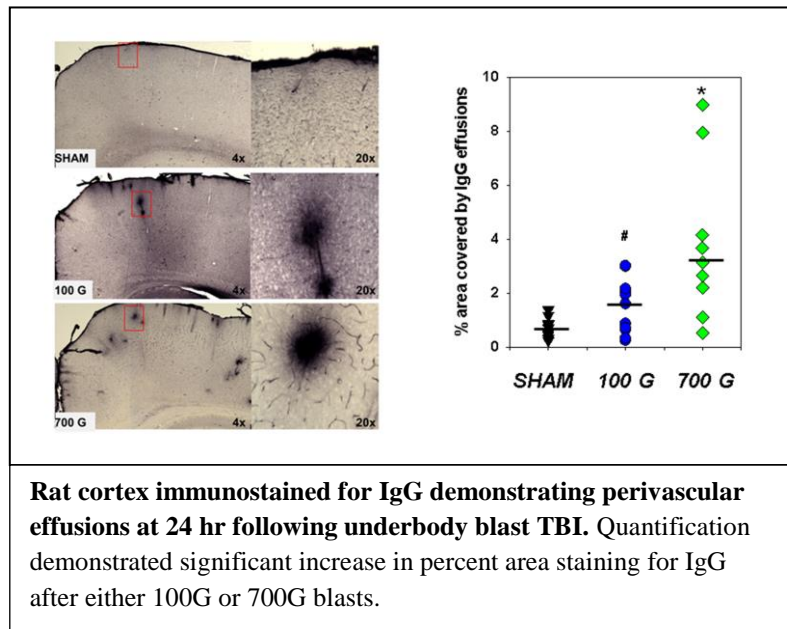 SHAM
4x
20x
100 G
4x
20x
700 G
4x
20x
% area covered by IgG effusions
10
8
6
4
2
0
*
#
SHAM
100 G
700 G
Rat cortex immunostained for IgG demonstrating perivascular
effusions at 24 hr following underbody blast TBI. Quantification
demonstrated significant increase in percent area staining for IgG
after either 100G or 700G blasts.